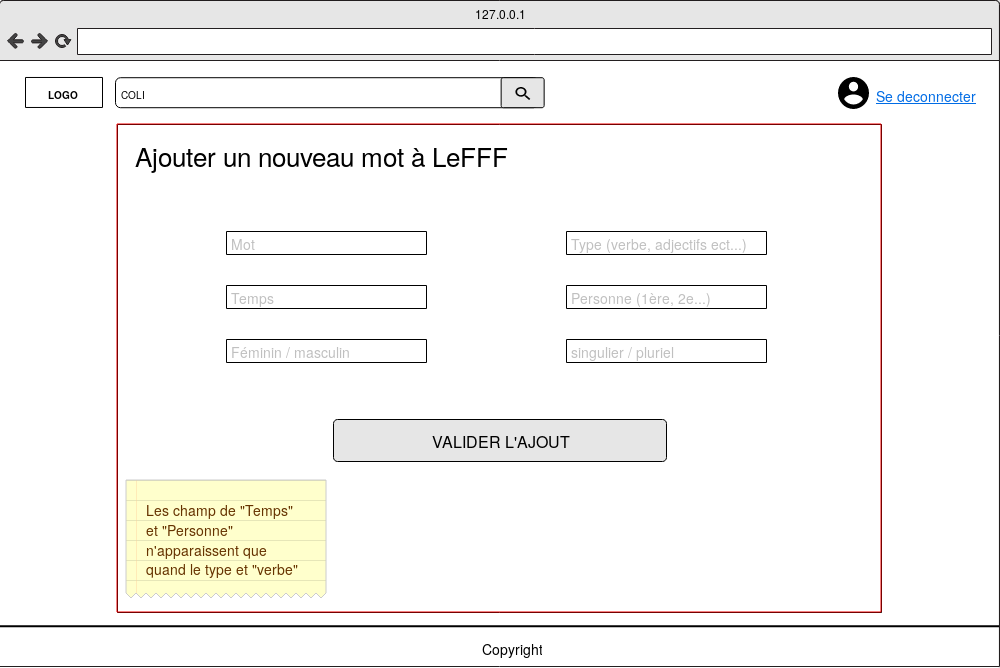 127.0.0.1
LOGO
COLI
Se deconnecter
Ajouter un nouveau mot à LeFFF
Mot
Type (verbe, adjectifs ect...)
Temps
Personne (1ère, 2e...)
Féminin / masculin
singulier / pluriel
VALIDER L'AJOUT
Les champ de "Temps"
et "Personne"
n'apparaissent que
quand le type et "verbe"
Copyright